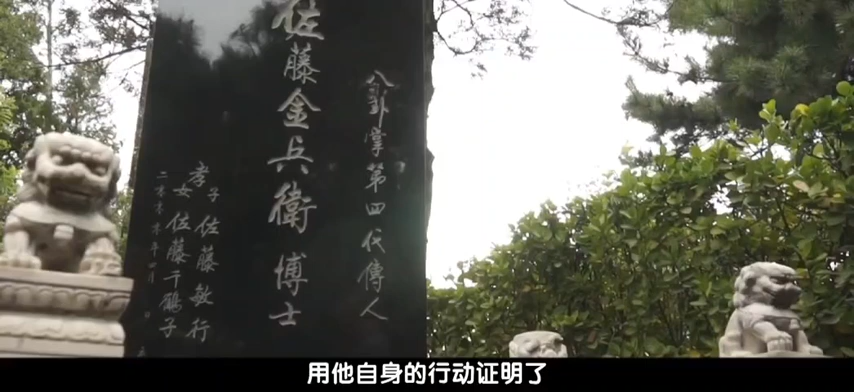 八卦掌第四代傳人
佐藤金兵衛 博士
孝子 佐藤敏行
女 佐藤千鶴子
用他自身的行动证明了